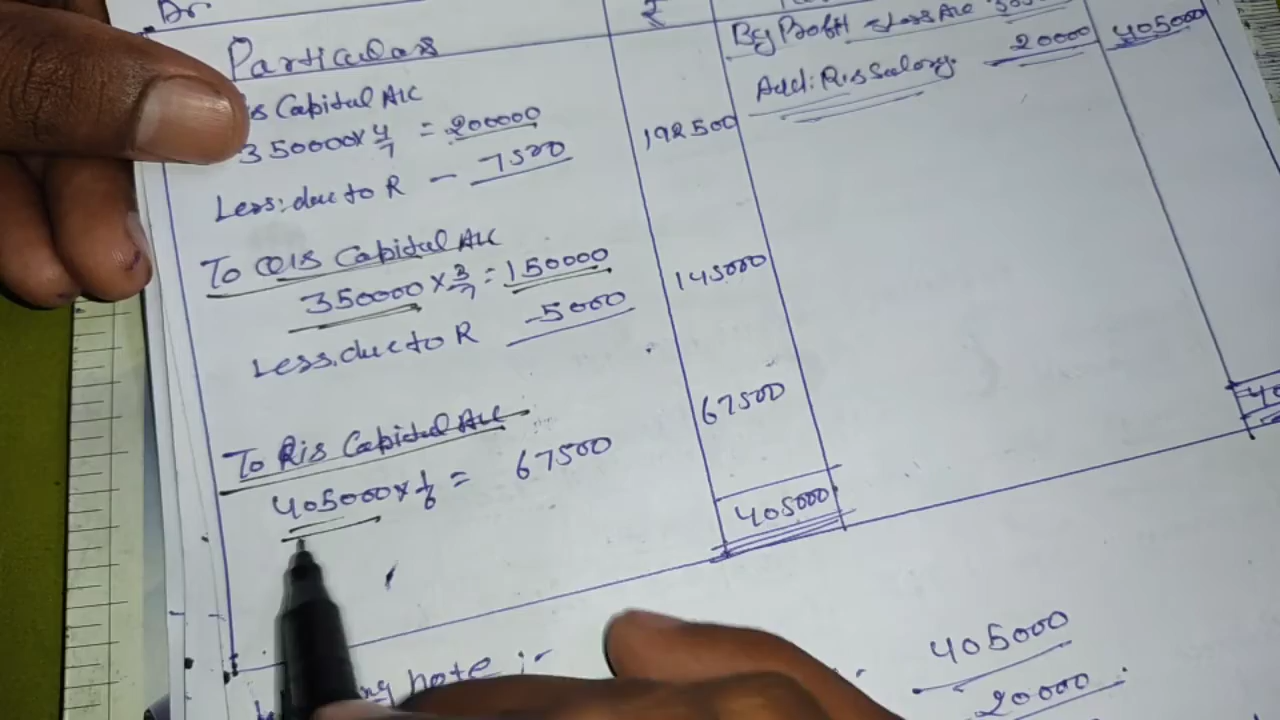 Dr
₹
Particulars
's Capital A/C
350000 × 4/7 = 200000
Less: due to R - 7500
192500
To Q's Capital A/C
350000 × 3/7 = 150000
Less: due to R -5000
145000
To R's Capital A/C
405000 × 1/6 = 67500
67500
405000
By Profit & Loss A/C
405000
Add: R's Salary
20000
note :-
405000
20000